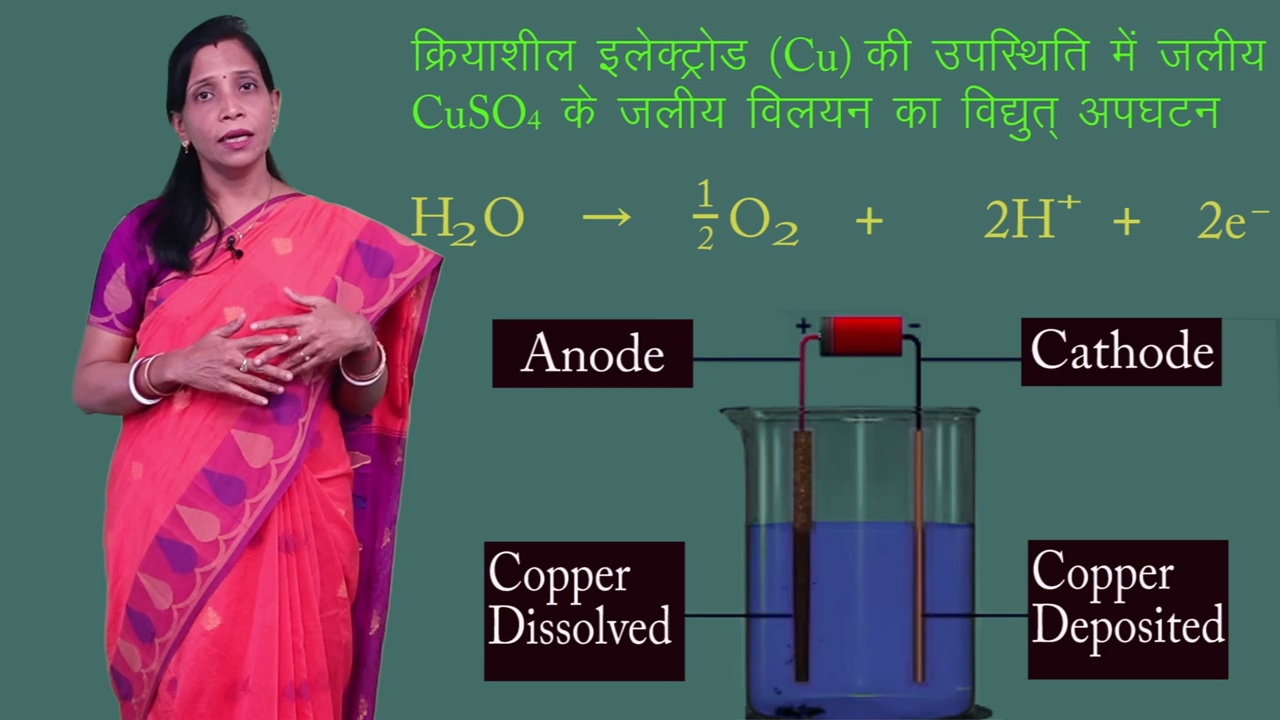 क्रियाशील इलेक्ट्रोड (Cu) की उपस्थिति में जलीय
CuSO₄ के जलीय विलयन का विद्युत् अपघटन
H₂O → ½O₂ + 2H⁺ + 2e⁻
+ -
Anode
Cathode
Copper
Dissolved
Copper
Deposited